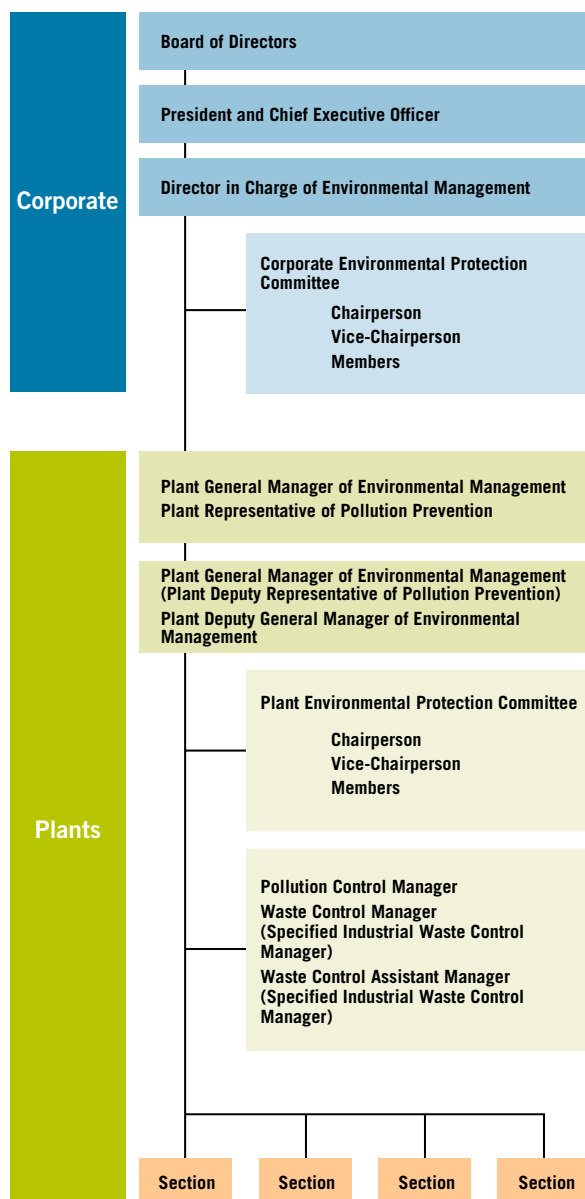 Corporate
Board of Directors
President and Chief Executive Officer
Director in Charge of Environmental Management
Corporate Environmental Protection
Committee
Chairperson
Vice-Chairperson
Members
Plants
Plant General Manager of Environmental Management
Plant Representative of Pollution Prevention
Plant General Manager of Environmental Management
(Plant Deputy Representative of Pollution Prevention)
Plant Deputy General Manager of Environmental
Management
Plant Environmental Protection Committee
Chairperson
Vice-Chairperson
Members
Pollution Control Manager
Waste Control Manager
(Specified Industrial Waste Control
Manager)
Waste Control Assistant Manager
(Specified Industrial Waste Control
Manager)
Section
Section
Section
Section